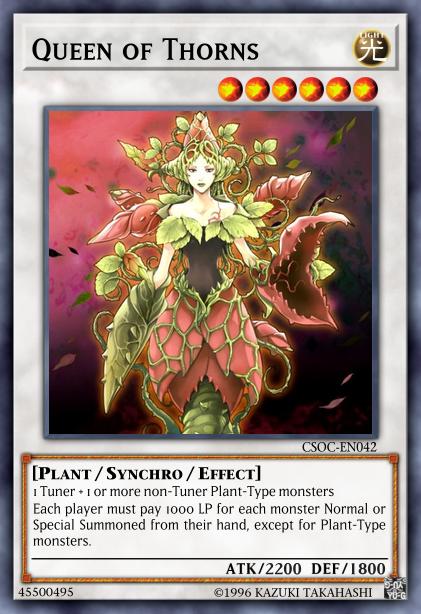 Queen of Thorns
LIGHT
光
CSOC-EN042
[Plant / Synchro / Effect]
1 Tuner + 1 or more non-Tuner Plant-Type monsters
Each player must pay 1000 LP for each monster Normal or
Special Summoned from their hand, except for Plant-Type
monsters.
ATK/2200 DEF/1800
45500495
©1996 KAZUKI TAKAHASHI